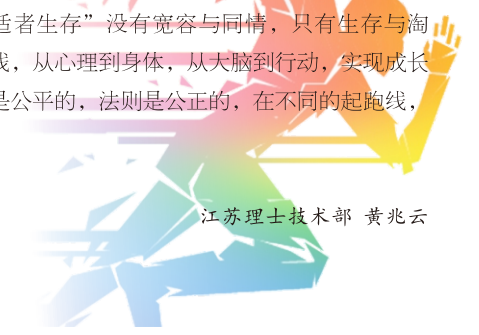 适者生存”没有宽容与同情，只有生存与淘
线，从心理到身体，从大脑到行动，实现成长
是公平的，法则是公正的，在不同的起跑线，
江苏理士技术部 黄兆云